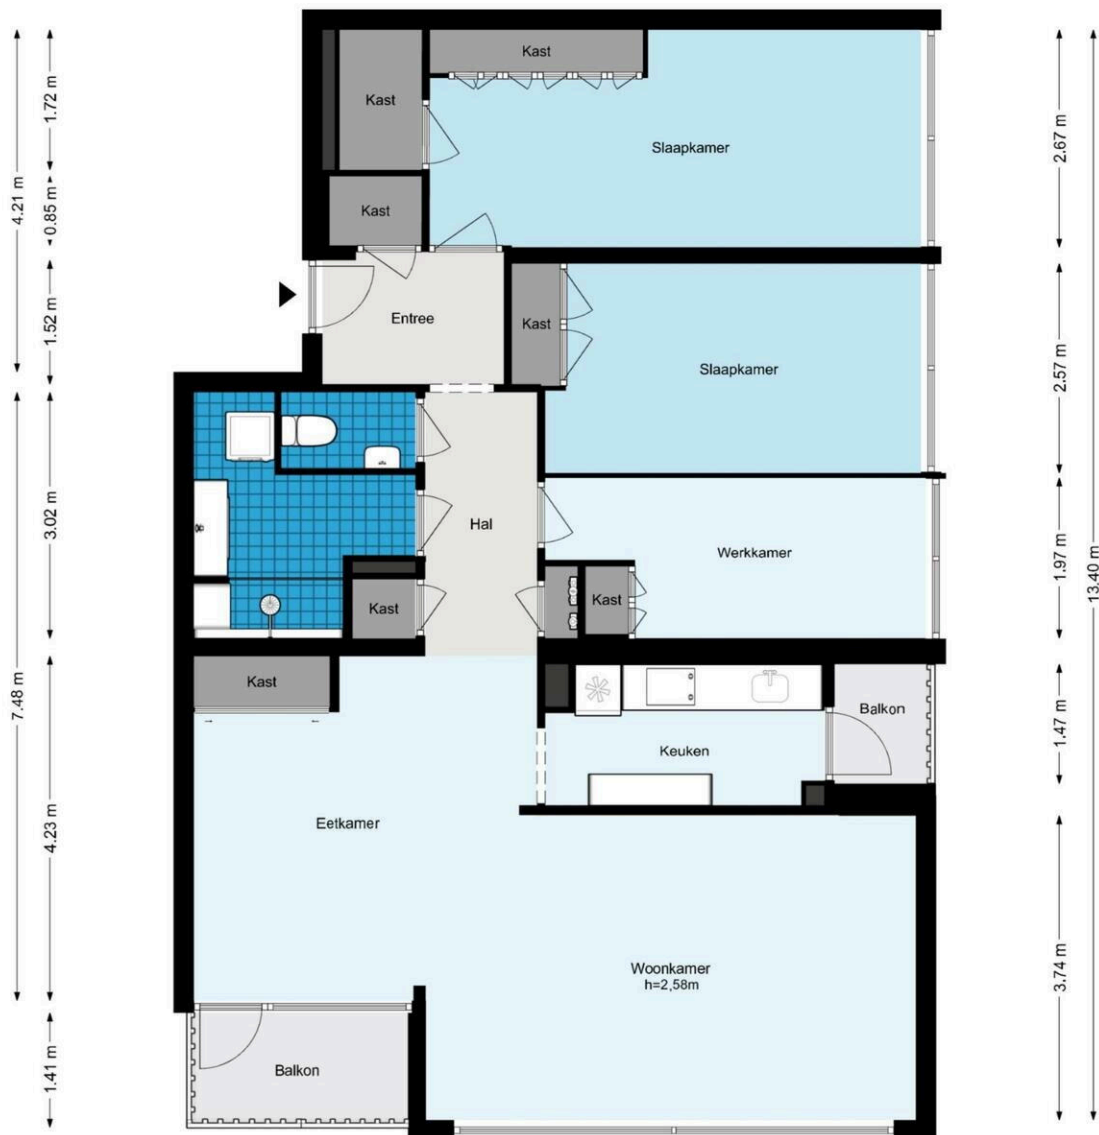 Kast
Kast
Slaapkamer
Kast
Entree
Kast
Slaapkamer
Hal
Werkkamer
Kast
Kast
Kast
Keuken
Balkon
Eetkamer
Woonkamer
h=2,58m
Balkon
4.21 m
7.48 m
1.72 m
0.85 m
1.52 m
3.02 m
4.23 m
1.41 m
2.67 m
2.57 m
1.97 m
1.47 m
3.74 m
13.40 m